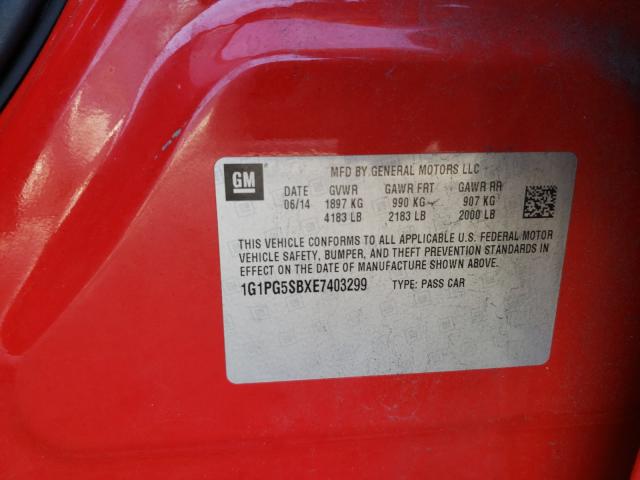 GM
MFD BY GENERAL MOTORS LLC
DATE GVWR GAWR FRT GAWR RR
06/14 1897 KG 990 KG 907 KG
4183 LB 2183 LB 2000 LB
THIS VEHICLE CONFORMS TO ALL APPLICABLE U.S. FEDERAL MOTOR
VEHICLE SAFETY, BUMPER, AND THEFT PREVENTION STANDARDS IN
EFFECT ON THE DATE OF MANUFACTURE SHOWN ABOVE.
1G1PG5SBXE7403299 TYPE: PASS CAR